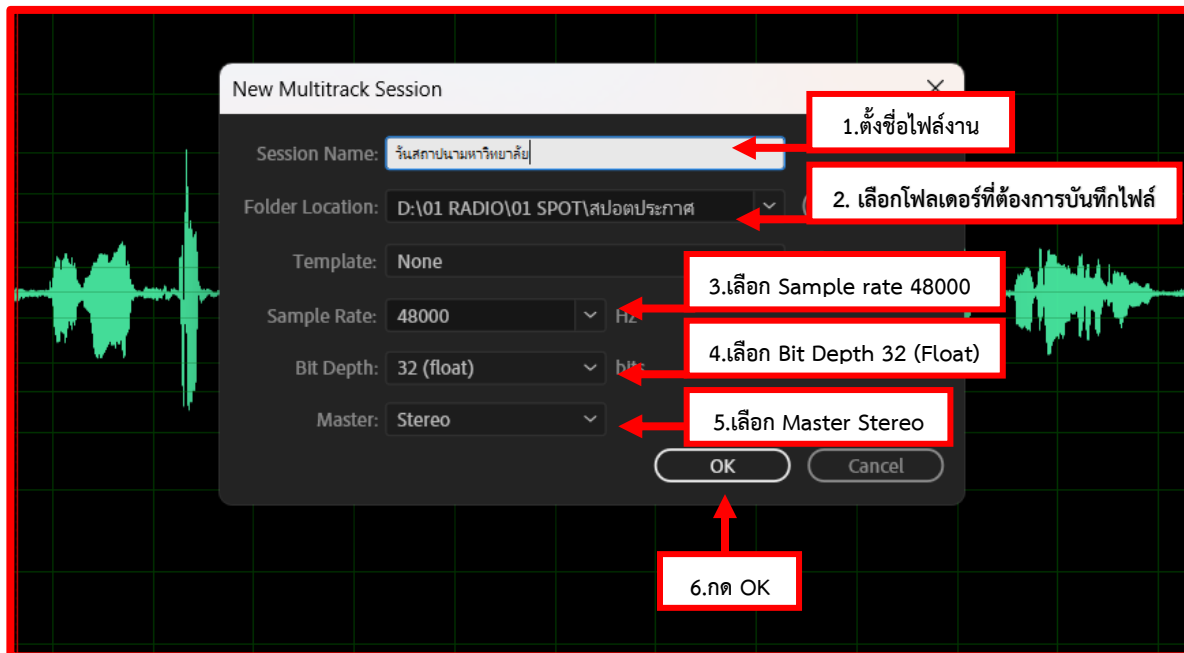 New Multitrack Session
1.ตั้งชื่อไฟล์งาน
Session Name: วันสถาปนามหาวิทยาลัย
Folder Location: D:\01 RADIO\01 SPOT\สปอตประกาศ
2. เลือกโฟลเดอร์ที่ต้องการบันทึกไฟล์
Template: None
3.เลือก Sample rate 48000
Sample Rate: 48000 Hz
4.เลือก Bit Depth 32 (Float)
Bit Depth: 32 (float) bits
5.เลือก Master Stereo
Master: Stereo
OK Cancel
6.กด OK